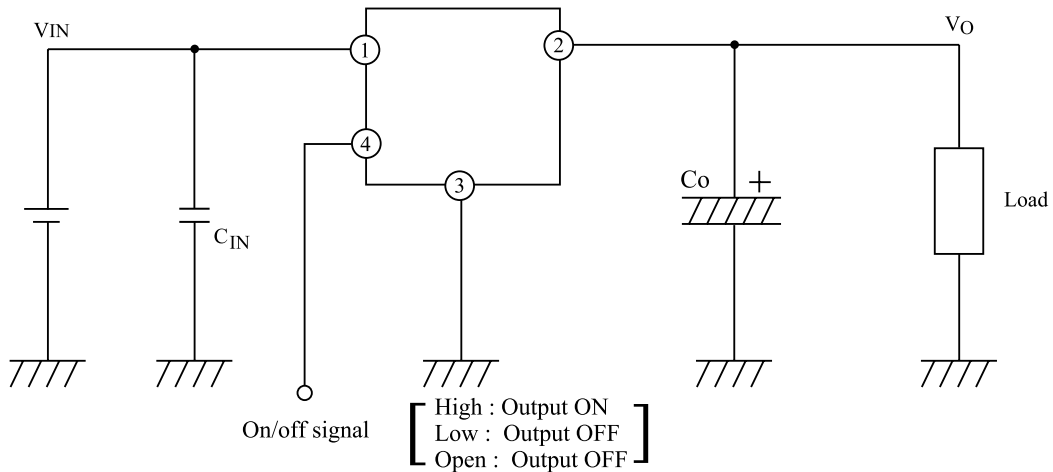 VIN
1
2
VO
4
3
Co +
Load
CIN
On/off signal
High : Output ON
Low : Output OFF
Open : Output OFF